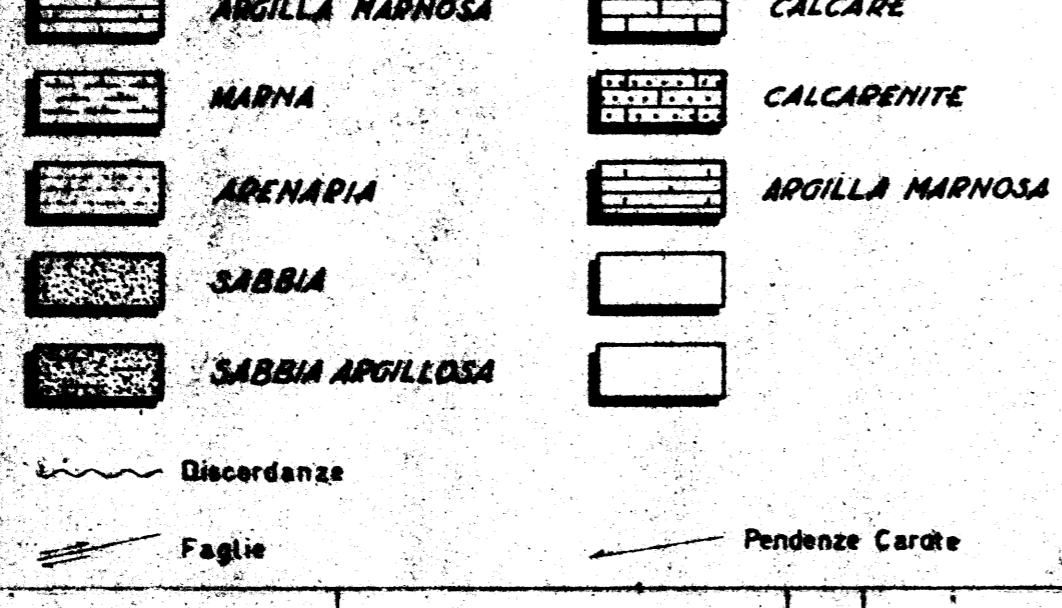 ARGILLA MARNOSA
CALCARE
MARNA
CALCARENITE
ARENARIA
ARGILLA MARNOSA
SABBIA
SABBIA ARGILLOSA
Discordanze
Faglie
Pendenze Carote